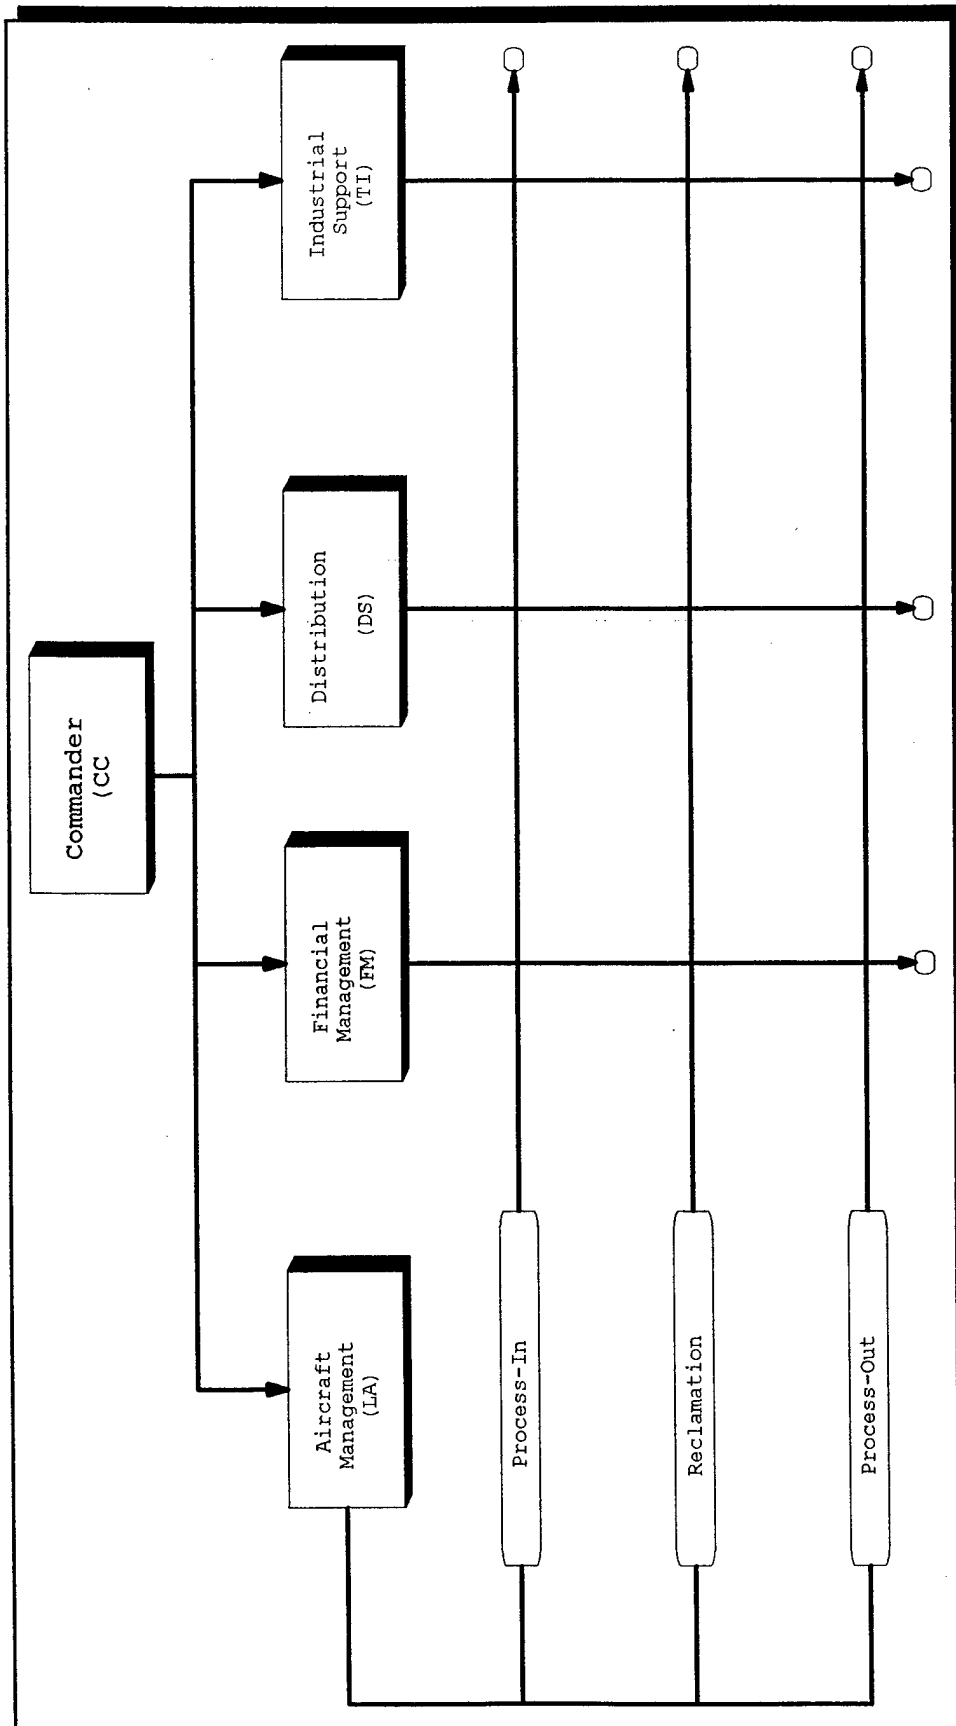 Commander
(CC
Aircraft
Management
(LA)
Financial
Management
(FM)
Distribution
(DS)
Industrial
Support
(TI)
Process-In
Reclamation
Process-Out